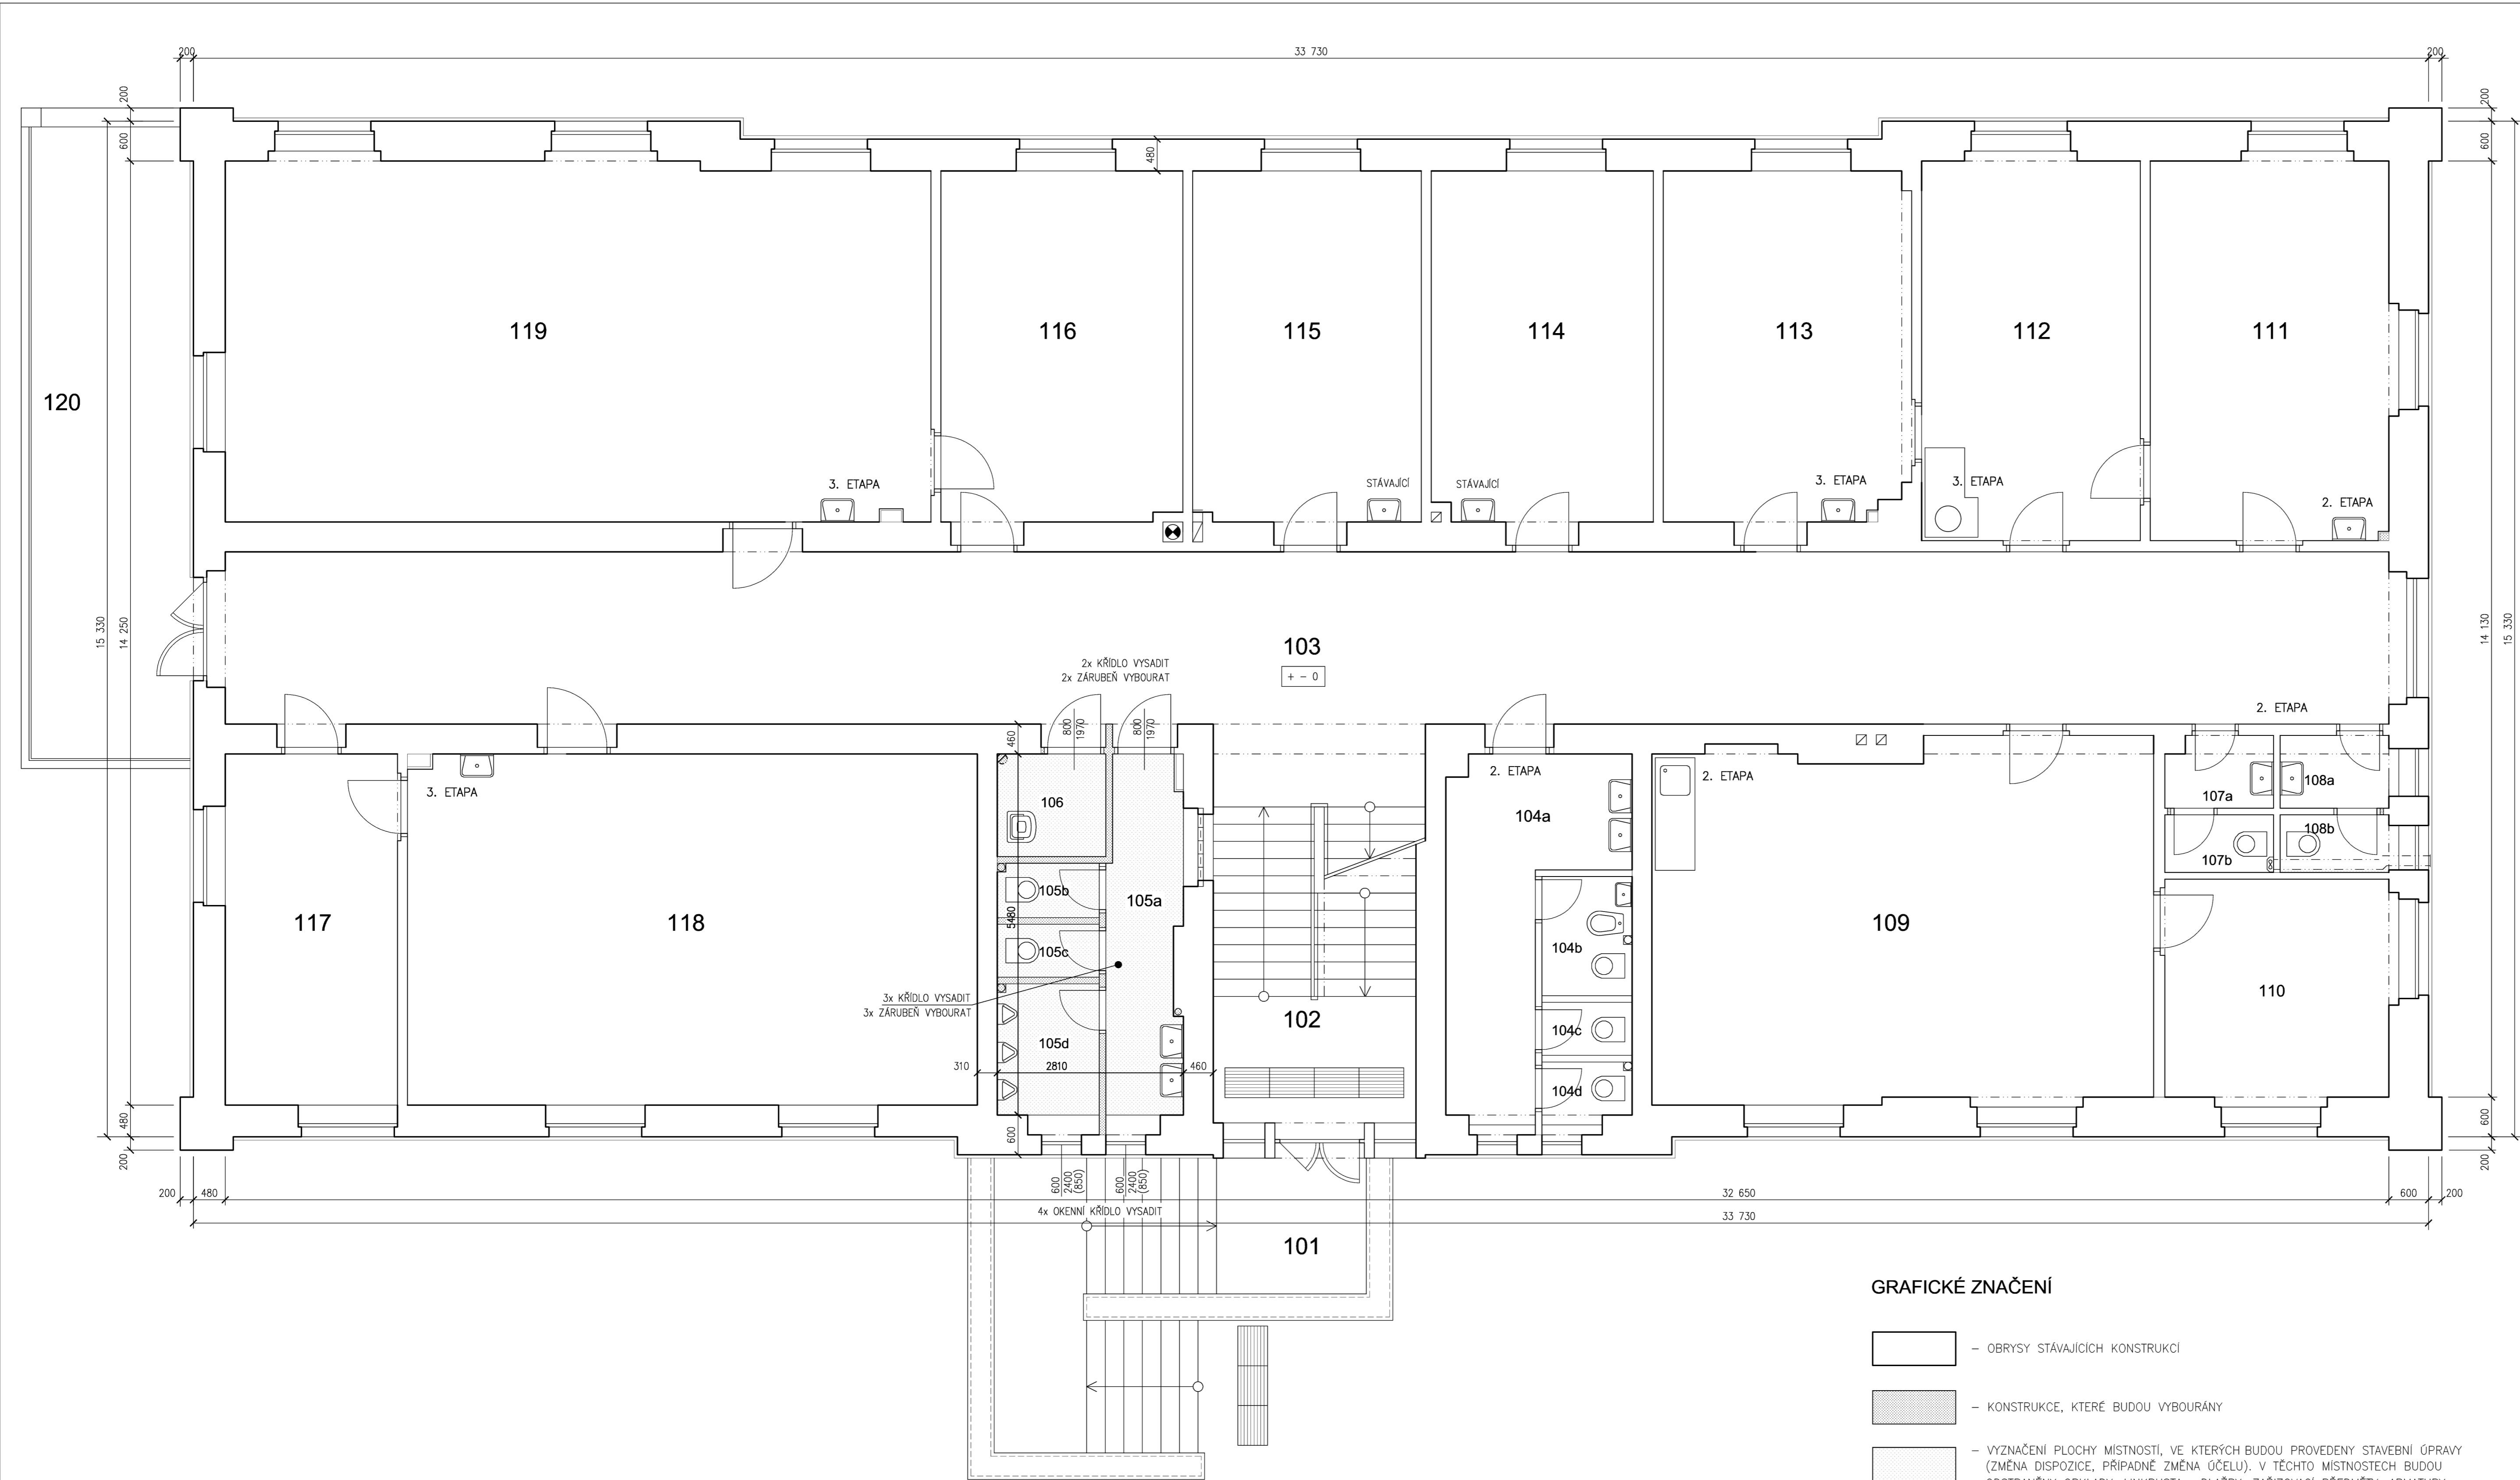 200
33 730
200
200
600
480
200
600
119
116
115
114
113
112
111
120
3. ETAPA
STÁVAJÍCÍ
STÁVAJÍCÍ
3. ETAPA
3. ETAPA
2. ETAPA
15 330
14 250
103
+ - 0
14 130
15 330
2x KŘÍDLO VYSADIT
2x ZÁRUBEŇ VYBOURAT
800
1970
800
1970
460
2. ETAPA
3. ETAPA
106
2. ETAPA
2. ETAPA
104a
107a
108a
108b
107b
105b
105a
5480
117
118
105c
104b
109
110
3x KŘÍDLO VYSADIT
3x ZÁRUBEŇ VYBOURAT
102
104c
105d
310
2810
460
104d
480
200
600
600
200
200
480
600
2400
(850)
600
2400
(850)
32 650
600
200
4x OKENNÍ KŘÍDLO VYSADIT
33 730
101
GRAFICKÉ ZNAČENÍ
– OBRYSY STÁVAJÍCÍCH KONSTRUKCÍ
– KONSTRUKCE, KTERÉ BUDOU VYBOURÁNY
– VYZNAČENÍ PLOCHY MÍSTNOSTÍ, VE KTERÝCH BUDOU PROVEDENY STAVEBNÍ ÚPRAVY
(ZMĚNA DISPOZICE, PŘÍPADNĚ ZMĚNA ÚČELU). V TĚCHTO MÍSTNOSTECH BUDOU